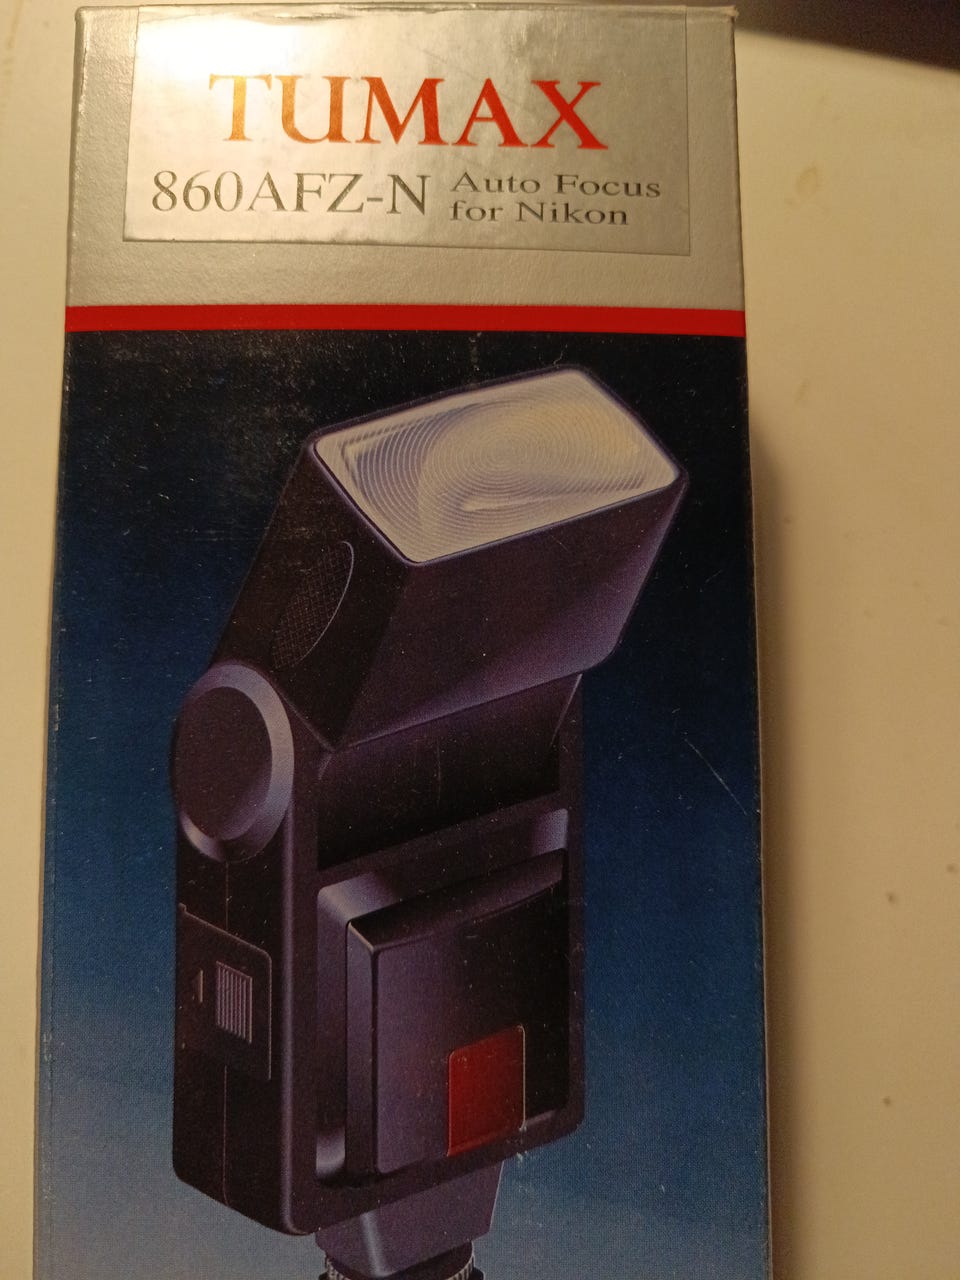 TUMAX
860AFZ-N Auto Focus
for Nikon